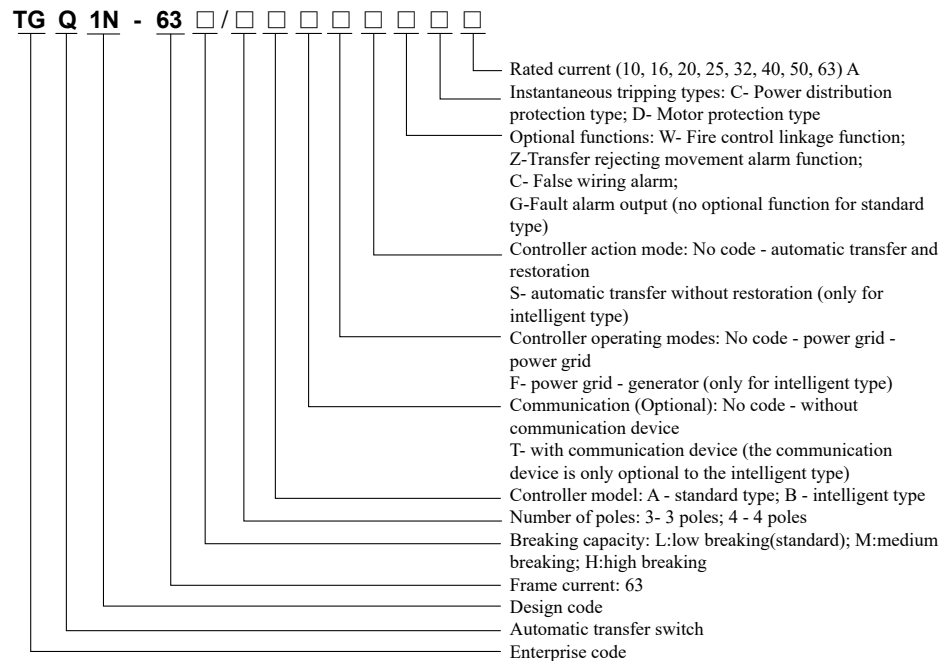 TG Q 1N - 63 □ / □ □ □ □ □ □ □ □
Rated current (10, 16, 20, 25, 32, 40, 50, 63) A
Instantaneous tripping types: C- Power distribution
protection type; D- Motor protection type
Optional functions: W- Fire control linkage function;
Z-Transfer rejecting movement alarm function;
C- False wiring alarm;
G-Fault alarm output (no optional function for standard
type)
Controller action mode: No code - automatic transfer and
restoration
S- automatic transfer without restoration (only for
intelligent type)
Controller operating modes: No code - power grid -
power grid
F- power grid - generator (only for intelligent type)
Communication (Optional): No code - without
communication device
T- with communication device (the communication
device is only optional to the intelligent type)
Controller model: A - standard type; B - intelligent type
Number of poles: 3- 3 poles; 4 - 4 poles
Breaking capacity: L:low breaking(standard); M:medium
breaking; H:high breaking
Frame current: 63
Design code
Automatic transfer switch
Enterprise code